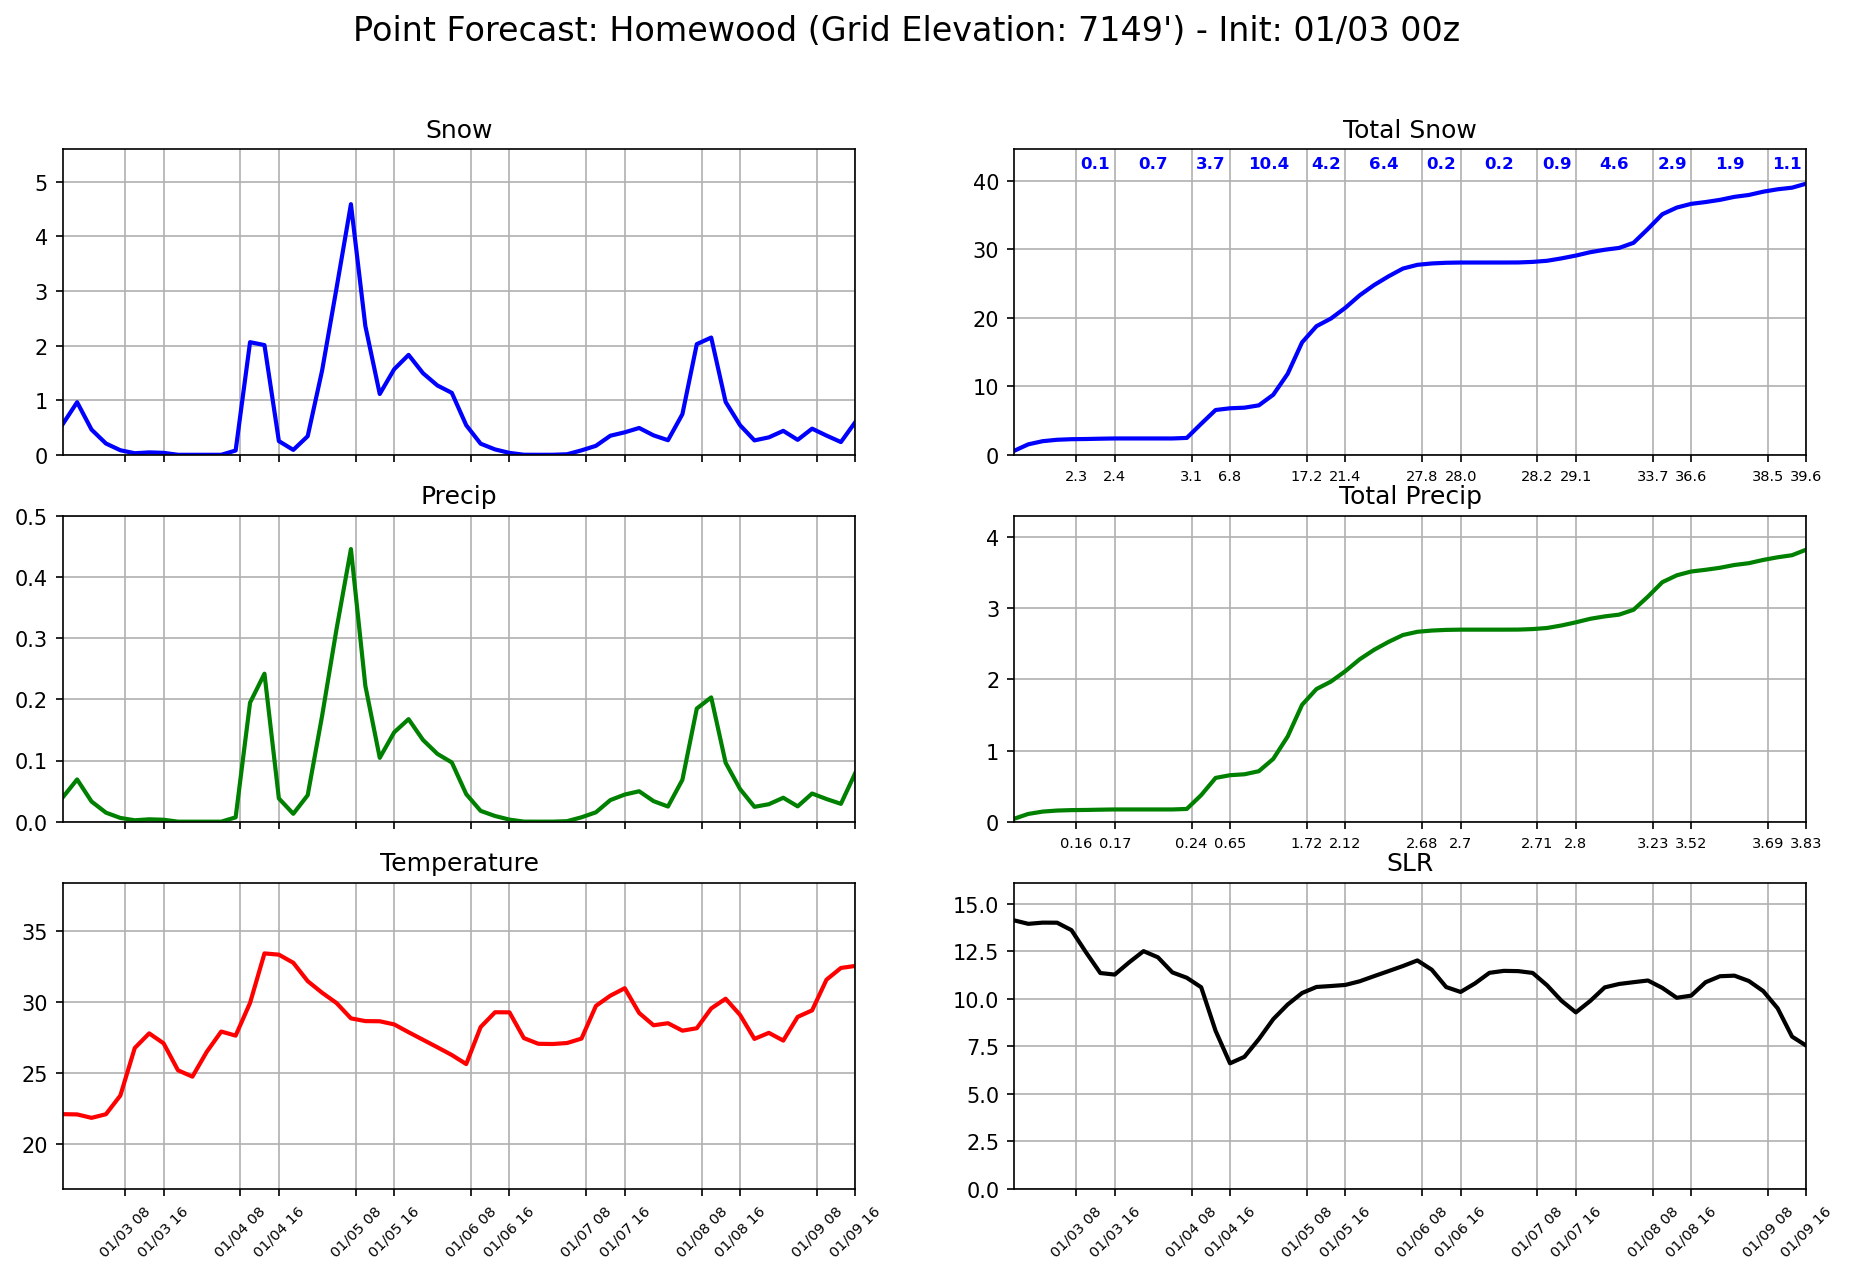 Point Forecast: Homewood (Grid Elevation: 7149') - Init: 01/03 00z
Snow
5
4
3
2
1
0
Total Snow
0.1 0.7 3.7 10.4 4.2 6.4 0.2 0.2 0.9 4.6 2.9 1.9 1.1
40
30
20
10
0
2.3 2.4 3.1 6.8 17.2 21.4 27.8 28.0 28.2 29.1 33.7 36.6 38.5 39.6
Precip
0.5
0.4
0.3
0.2
0.1
0.0
Total Precip
4
3
2
1
0
0.16 0.17 0.24 0.65 1.72 2.12 2.68 2.7 2.71 2.8 3.23 3.52 3.69 3.83
Temperature
35
30
25
20
01/03 08 01/03 16 01/04 08 01/04 16 01/05 08 01/05 16 01/06 08 01/06 16 01/07 08 01/07 16 01/08 08 01/08 16 01/09 08 01/09 16
SLR
15.0
12.5
10.0
7.5
5.0
2.5
0.0
01/03 08 01/03 16 01/04 08 01/04 16 01/05 08 01/05 16 01/06 08 01/06 16 01/07 08 01/07 16 01/08 08 01/08 16 01/09 08 01/09 16